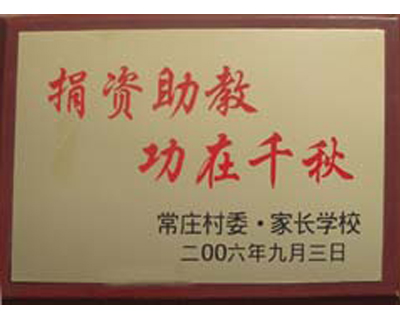 捐资助教
功在千秋
常庄村委·家长学校
二00六年九月三日